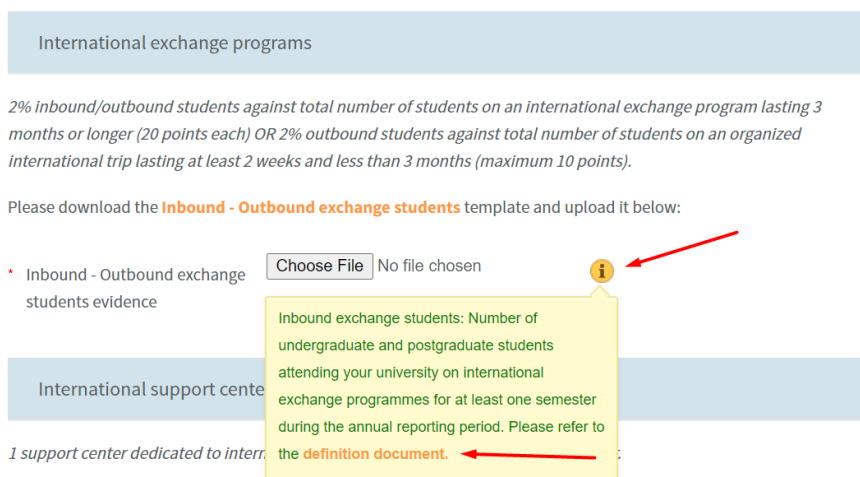 International exchange programs
2% inbound/outbound students against total number of students on an international exchange program lasting 3
months or longer (20 points each) OR 2% outbound students against total number of students on an organized
international trip lasting at least 2 weeks and less than 3 months (maximum 10 points).
Please download the Inbound - Outbound exchange students template and upload it below:
* Inbound - Outbound exchange
students evidence
Choose File No file chosen
i
Inbound exchange students: Number of
undergraduate and postgraduate students
attending your university on international
exchange programmes for at least one semester
during the annual reporting period. Please refer to
the definition document.
International support cente
1 support center dedicated to intern